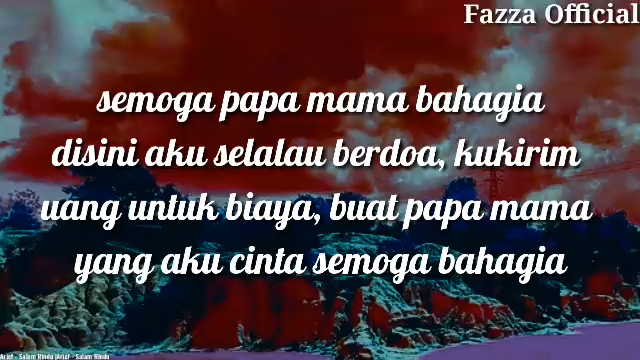 Fazza Official
semoga papa mama bahagia
disini aku selalau berdoa, kukirim
uang untuk biaya, buat papa mama
yang aku cinta semoga bahagia
Arief - Salam Rindu |Arief - Salam Rindu